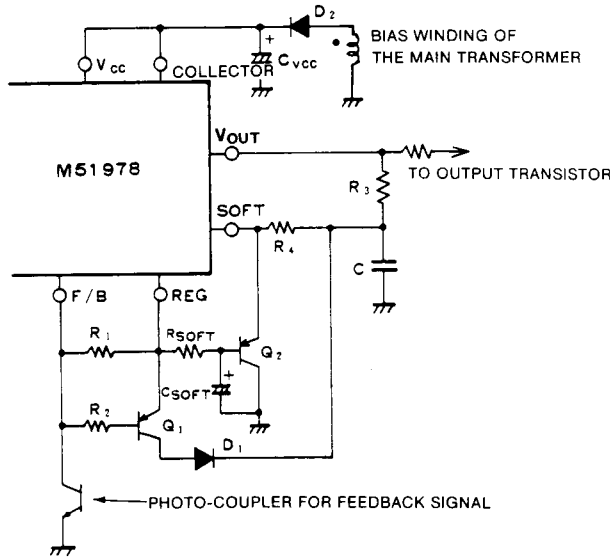 D2
BIAS WINDING OF
THE MAIN TRANSFORMER
+
CVCC
VCC
COLLECTOR
VOUT
M51978
R3
TO OUTPUT TRANSISTOR
SOFT
R4
C
F/B
REG
R1
RSOFT
Q2
+
CSOFT
R2
Q1
D1
PHOTO-COUPLER FOR FEEDBACK SIGNAL